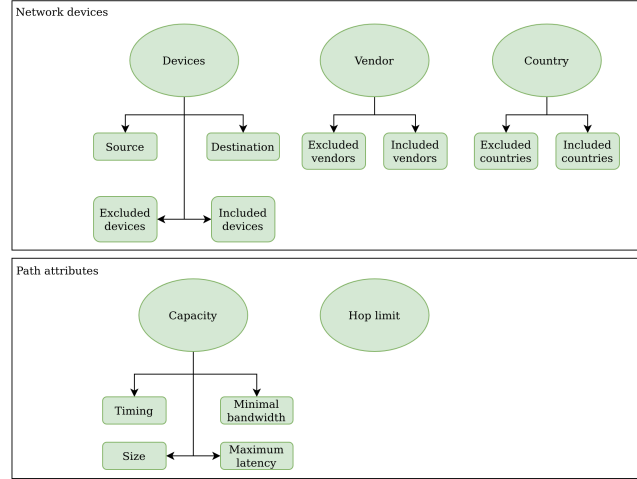 Network devices
Devices
Vendor
Country
Source
Destination
Excluded
vendors
Included
vendors
Excluded
countries
Included
countries
Excluded
devices
Included
devices
Path attributes
Capacity
Hop limit
Timing
Minimal
bandwidth
Size
Maximum
latency